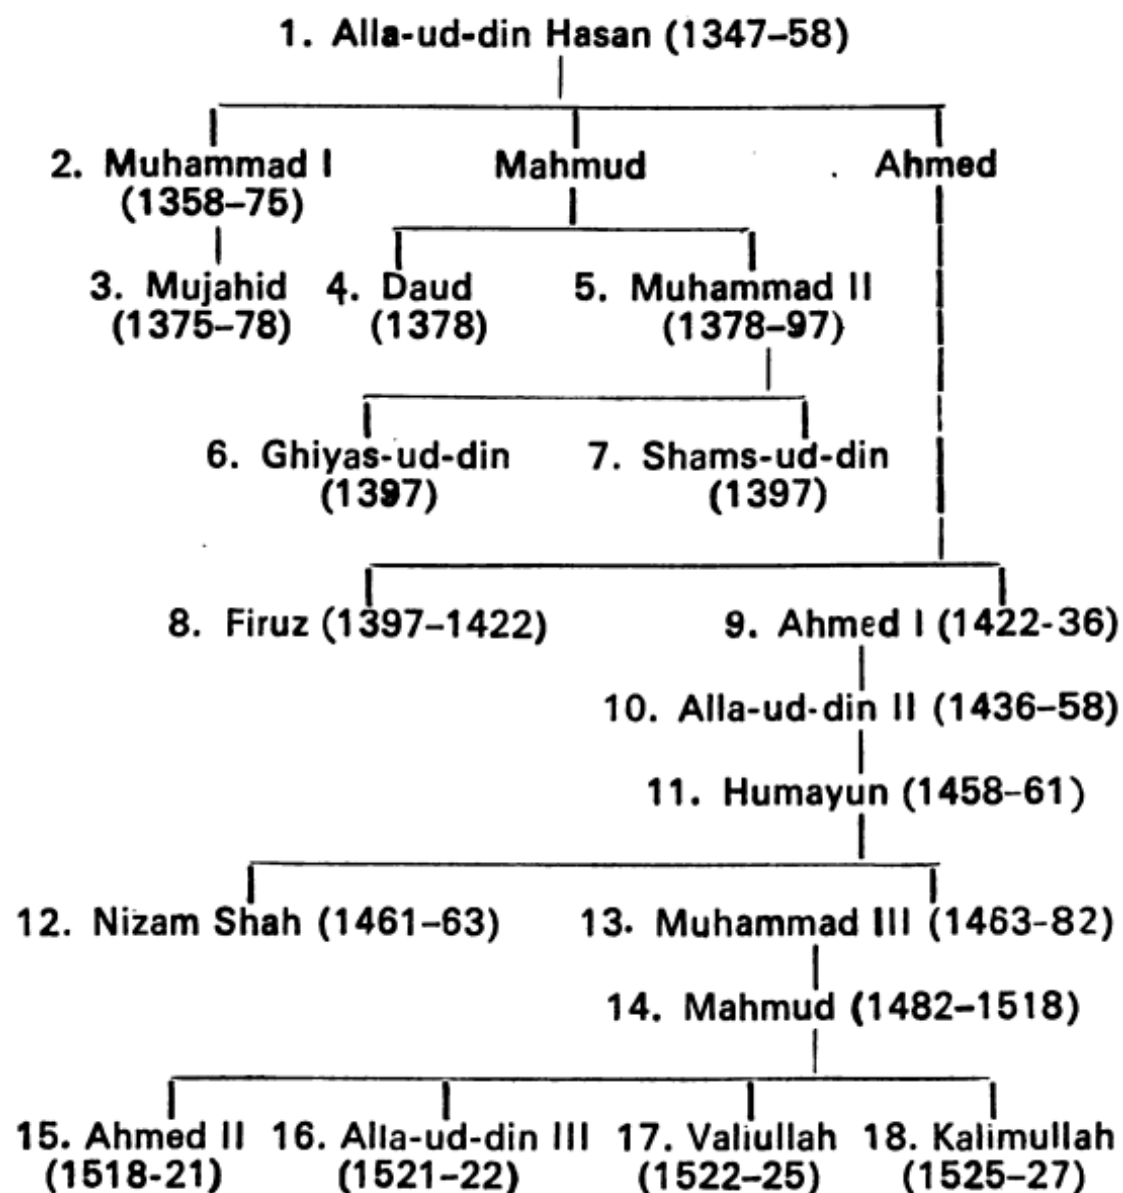 1. Alla-ud-din Hasan (1347–58)
2. Muhammad I Mahmud Ahmed
(1358–75)
3. Mujahid 4. Daud 5. Muhammad II
(1375–78) (1378) (1378–97)
6. Ghiyas-ud-din 7. Shams-ud-din
(1397) (1397)
8. Firuz (1397–1422) 9. Ahmed I (1422-36)
10. Alla-ud-din II (1436–58)
11. Humayun (1458–61)
12. Nizam Shah (1461–63) 13. Muhammad III (1463-82)
14. Mahmud (1482–1518)
15. Ahmed II 16. Alla-ud-din III 17. Valiullah 18. Kalimullah
(1518-21) (1521–22) (1522–25) (1525–27)